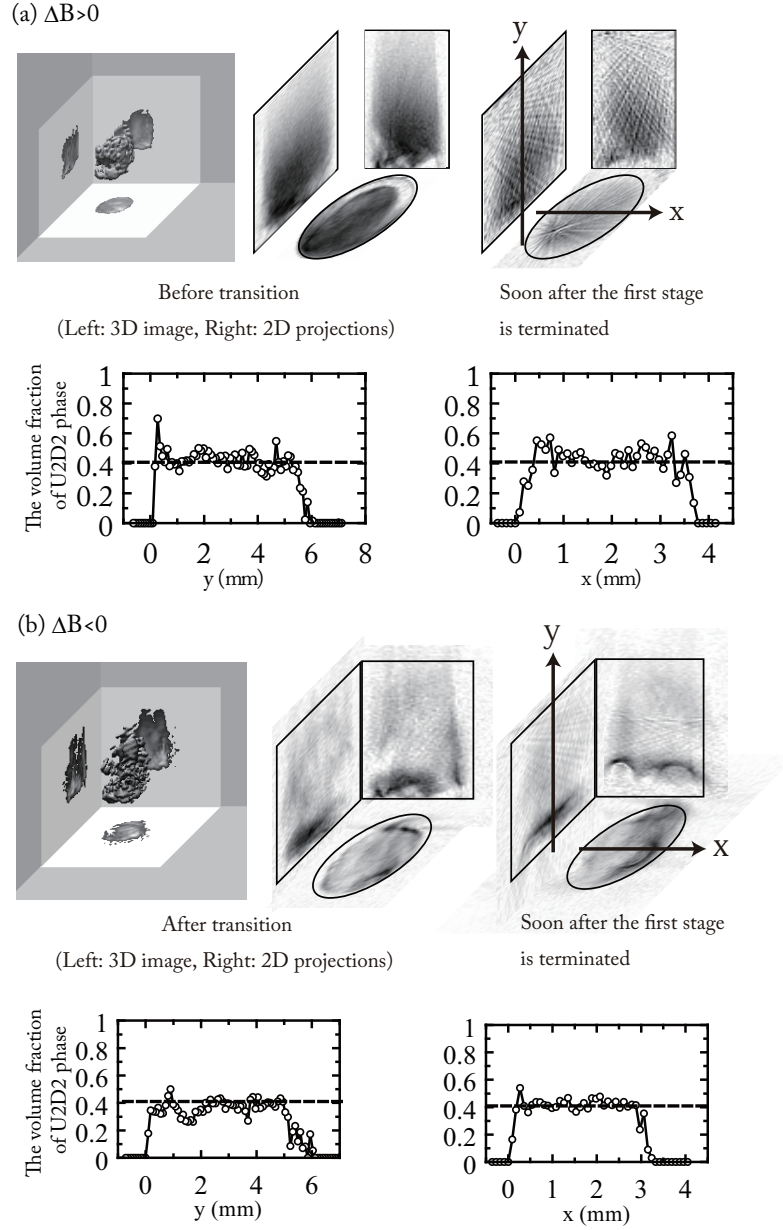 (a) ΔB>0
y
x
Before transition
(Left: 3D image, Right: 2D projections)
Soon after the first stage
is terminated
The volume fraction
of U2D2 phase
1
0.8
0.6
0.4
0.2
0
0 2 4 6 8
y (mm)
1
0.8
0.6
0.4
0.2
0
0 1 2 3 4
x (mm)
(b) ΔB<0
y
x
After transition
(Left: 3D image, Right: 2D projections)
Soon after the first stage
is terminated
The volume fraction
of U2D2 phase
1
0.8
0.6
0.4
0.2
0
0 2 4 6
y (mm)
1
0.8
0.6
0.4
0.2
0
0 1 2 3 4
x (mm)